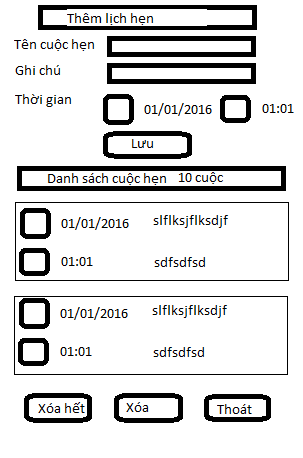 Thêm lịch hẹn
Tên cuộc hẹn
Ghi chú
Thời gian 01/01/2016 01:01
Lưu
Danh sách cuộc hẹn 10 cuộc
01/01/2016 slflksjflksdjf
01:01 sdfsdfsd
01/01/2016 slflksjflksdjf
01:01 sdfsdfsd
Xóa hết Xóa Thoát